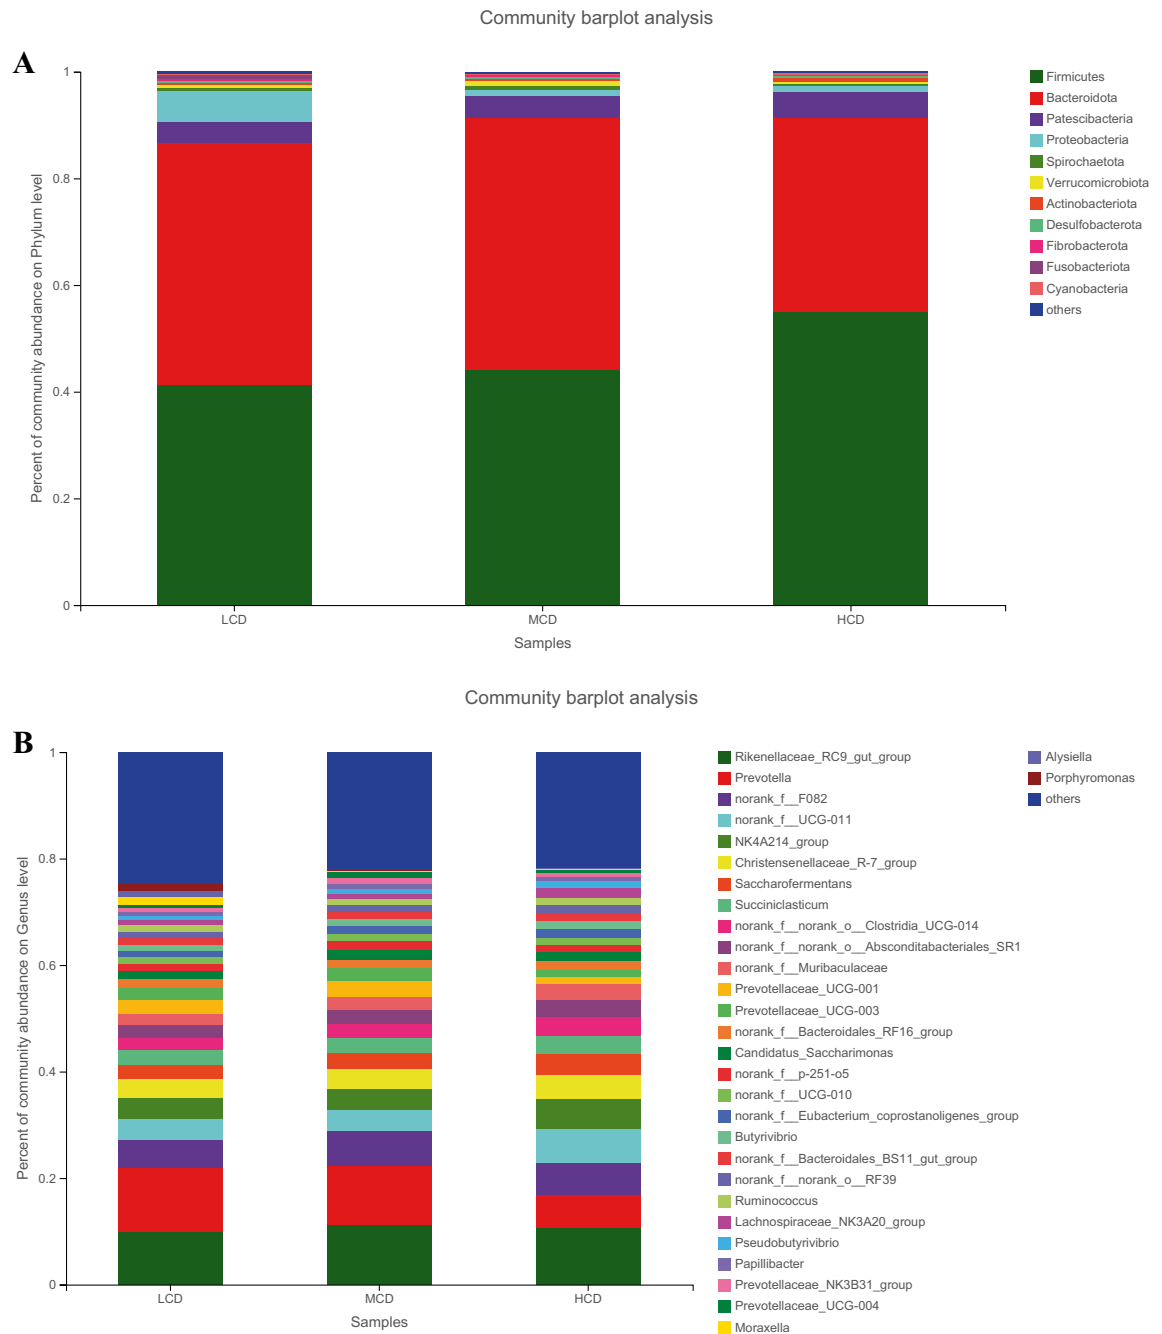 Community barplot analysis
A
Percent of community abundance on Phylum level
1
0.8
0.6
0.4
0.2
0
LCD
MCD
HCD
Samples
Firmicutes
Bacteroidota
Patescibacteria
Proteobacteria
Spirochaetota
Verrucomicrobiota
Actinobacteriota
Desulfobacterota
Fibrobacterota
Fusobacteriota
Cyanobacteria
others
Community barplot analysis
B
Percent of community abundance on Genus level
1
0.8
0.6
0.4
0.2
0
LCD
MCD
HCD
Samples
Rikenellaceae_RC9_gut_group
Prevotella
norank_f__F082
norank_f__UCG-011
NK4A214_group
Christensenellaceae_R-7_group
Saccharofermentans
Succiniclasticum
norank_f__norank_o__Clostridia_UCG-014
norank_f__norank_o__Absconditabacteriales_SR1
norank_f__Muribaculaceae
Prevotellaceae_UCG-001
Prevotellaceae_UCG-003
norank_f__Bacteroidales_RF16_group
Candidatus_Saccharimonas
norank_f__p-251-o5
norank_f__UCG-010
norank_f__Eubacterium_coprostanoligenes_group
Butyrivibrio
norank_f__Bacteroidales_BS11_gut_group
norank_f__norank_o__RF39
Ruminococcus
Lachnospiraceae_NK3A20_group
Pseudobutyrivibrio
Papillibacter
Prevotellaceae_NK3B31_group
Prevotellaceae_UCG-004
Moraxella
Alysiella
Porphyromonas
others